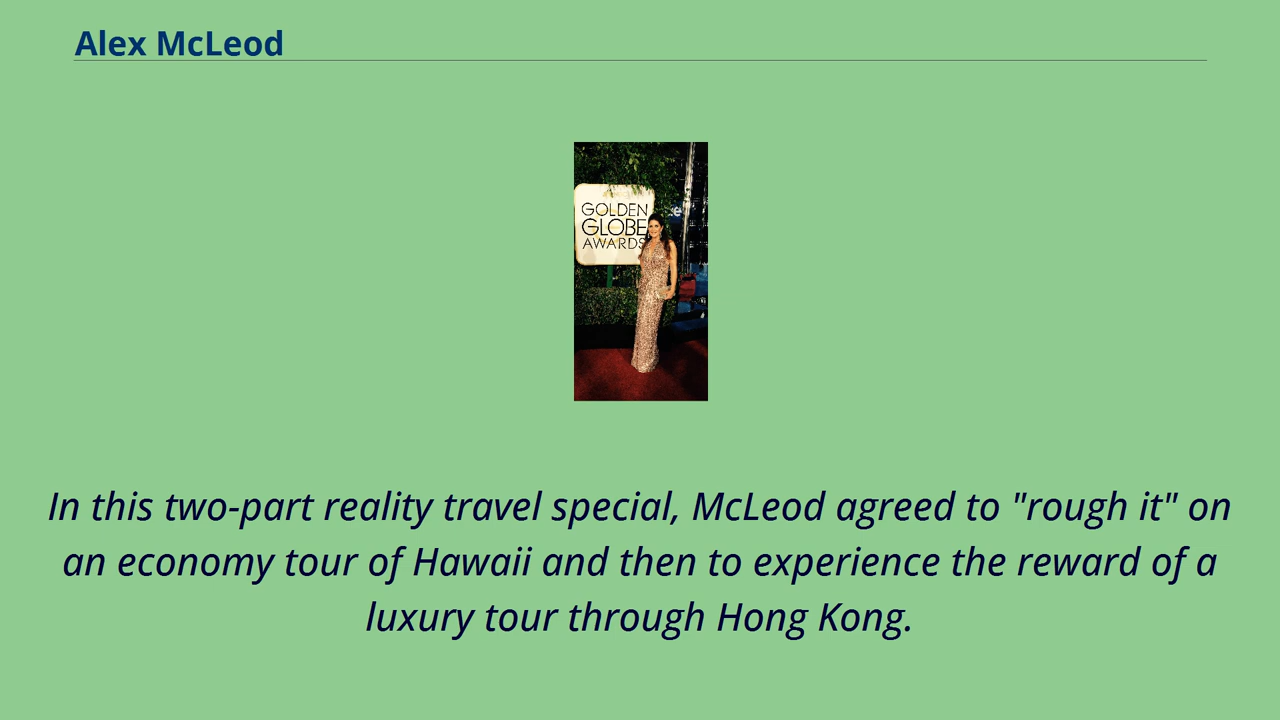 Alex McLeod
GOLDEN
GLOBE
AWARDS
In this two-part reality travel special, McLeod agreed to "rough it" on
an economy tour of Hawaii and then to experience the reward of a
luxury tour through Hong Kong.